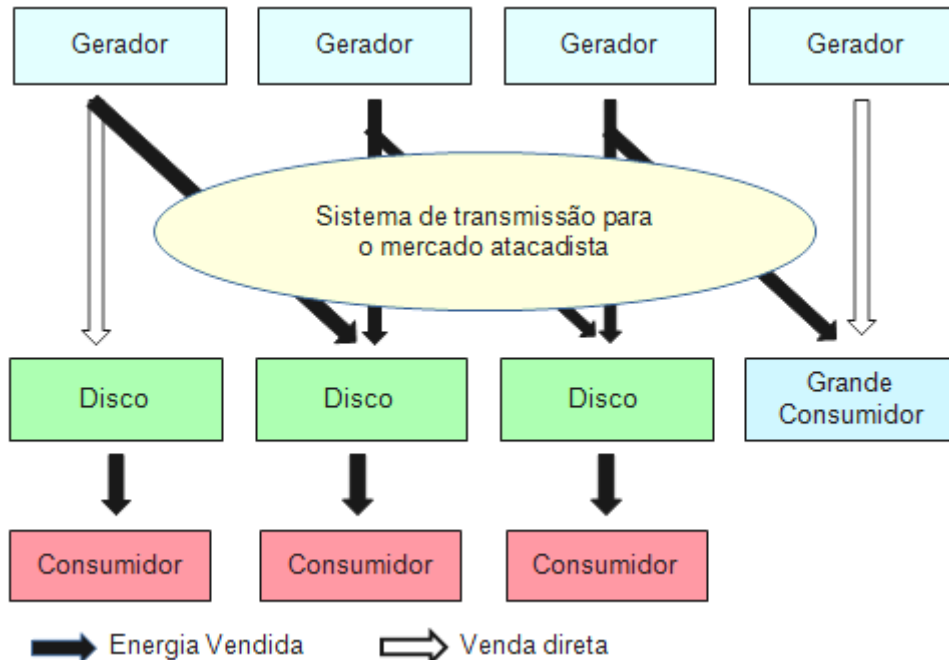 Gerador
Gerador
Gerador
Gerador
Sistema de transmissão para
o mercado atacadista
Disco
Disco
Disco
Grande
Consumidor
Consumidor
Consumidor
Consumidor
Energia Vendida
Venda direta